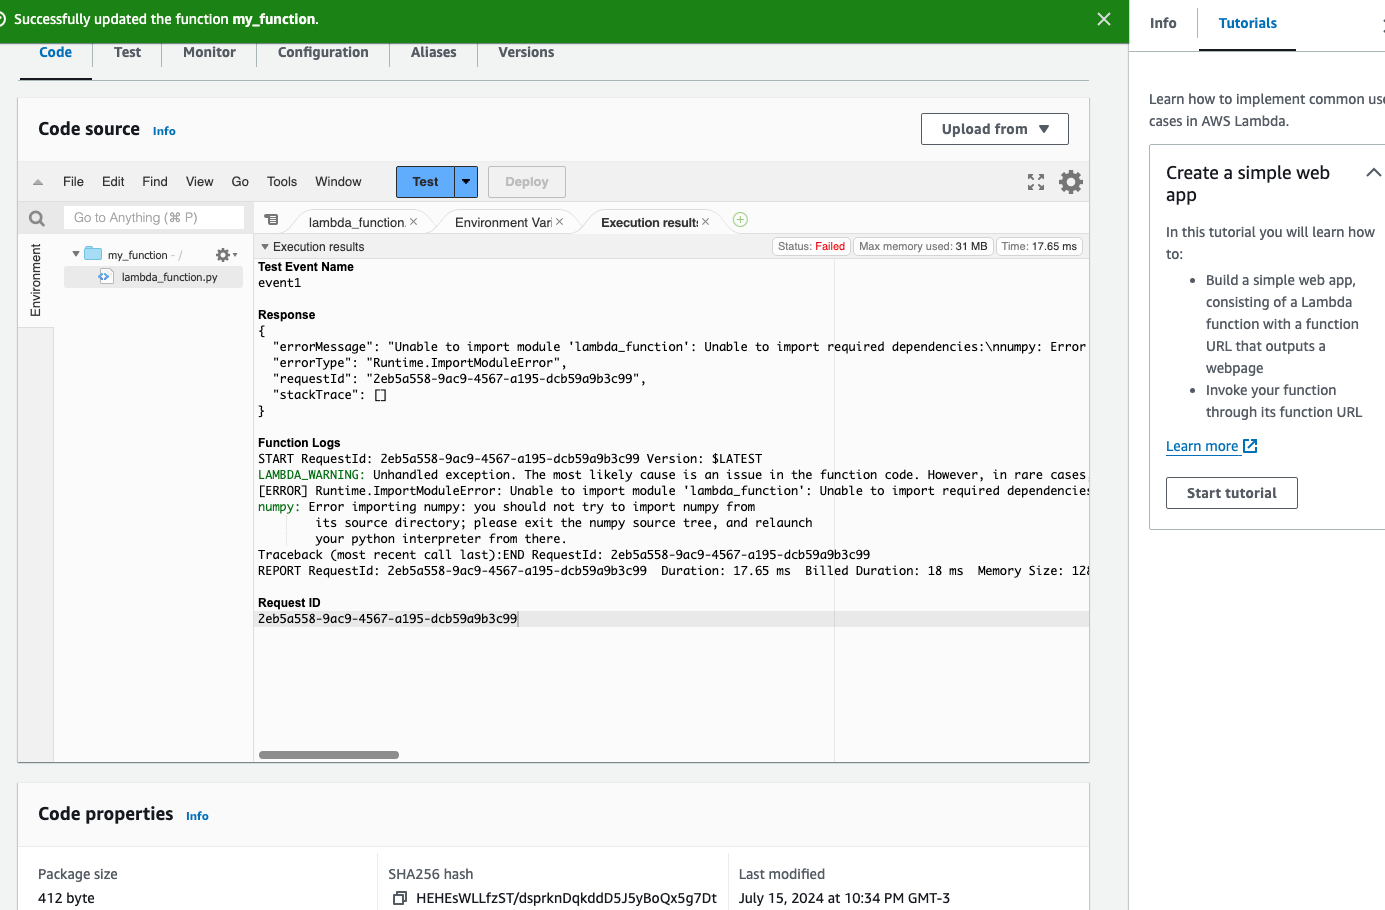 Successfully updated the function my_function.
Info
Tutorials
Code
Test
Monitor
Configuration
Aliases
Versions
Code source
Info
Upload from
File Edit Find View Go Tools Window
Test
Deploy
Go to Anything (⌘ P)
lambda_function.
Environment Vari
Execution results
Environment
my_function - /
lambda_function.py
Execution results
Status: Failed
Max memory used: 31 MB
Time: 17.65 ms
Test Event Name
event1
Response
{
"errorMessage": "Unable to import module 'lambda_function': Unable to import required dependencies:\nnumpy: Error
"errorType": "Runtime.ImportModuleError",
"requestId": "2eb5a558-9ac9-4567-a195-dcb59a9b3c99",
"stackTrace": []
}
Function Logs
START RequestId: 2eb5a558-9ac9-4567-a195-dcb59a9b3c99 Version: $LATEST
LAMBDA_WARNING: Unhandled exception. The most likely cause is an issue in the function code. However, in rare cases,
[ERROR] Runtime.ImportModuleError: Unable to import module 'lambda_function': Unable to import required dependencies
numpy: Error importing numpy: you should not try to import numpy from
its source directory; please exit the numpy source tree, and relaunch
your python interpreter from there.
Traceback (most recent call last):END RequestId: 2eb5a558-9ac9-4567-a195-dcb59a9b3c99
REPORT RequestId: 2eb5a558-9ac9-4567-a195-dcb59a9b3c99 Duration: 17.65 ms Billed Duration: 18 ms Memory Size: 128
Request ID
2eb5a558-9ac9-4567-a195-dcb59a9b3c99
Code properties
Info
Package size
412 byte
SHA256 hash
HEHEsWLLfzST/dsprknDqkddD5J5yBoQx5g7Dt
Last modified
July 15, 2024 at 10:34 PM GMT-3
Learn how to implement common use
cases in AWS Lambda.
Create a simple web
app
In this tutorial you will learn how
to:
• Build a simple web app,
consisting of a Lambda
function with a function
URL that outputs a
webpage
• Invoke your function
through its function URL
Learn more
Start tutorial